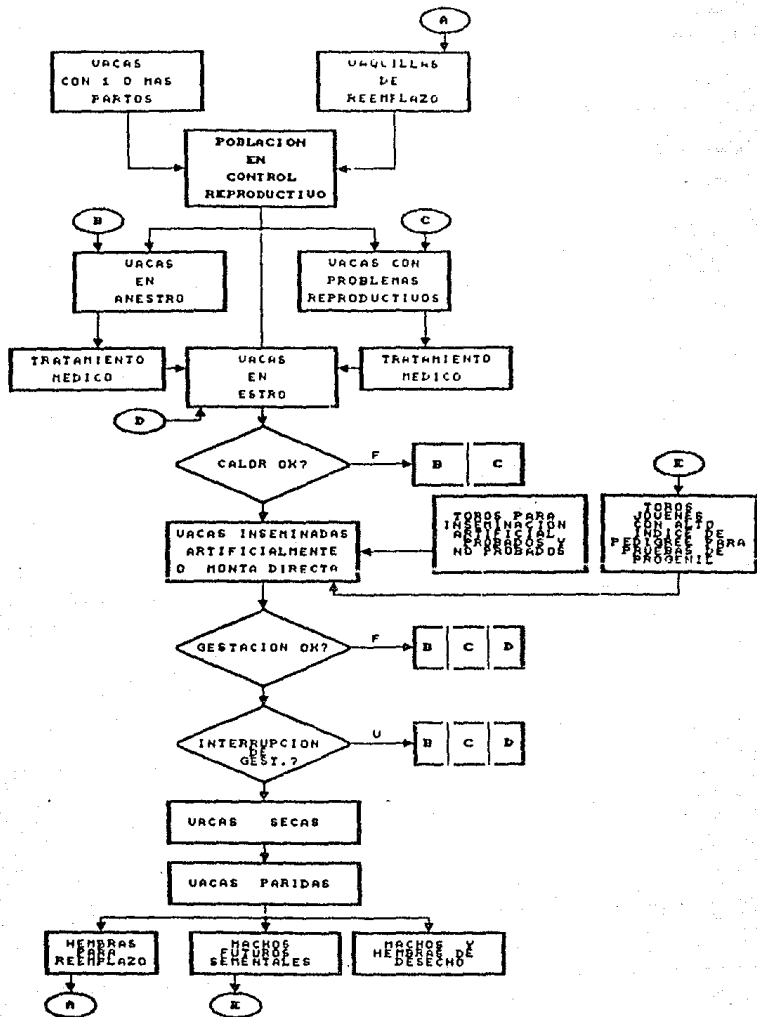 A
VACAS
CON 1 O MAS
PARTOS
VAQUILLAS
DE
REEMPLAZO
POBLACION
EN
CONTROL
REPRODUCTIVO
B
C
VACAS
EN
ANESTRO
VACAS CON
PROBLEMAS
REPRODUCTIVOS
TRATAMIENTO
MEDICO
VACAS
EN
ESTRO
TRATAMIENTO
MEDICO
D
CALOR OK?
F
B C
E
VACAS INSEMINADAS
ARTIFICIALMENTE
O MONTA DIRECTA
TOROS PARA
INSEMINACION
ARTIFICIAL
PROBADOS Y
NO PROBADOS
TOROS
JOVENES
CON ALTO
INDICE DE
PEDIGREE PARA
PRUEBAS DE
PROGENIE
GESTACION OK?
F
B C D
INTERRUPCION
DE
GEST.?
V
B C D
VACAS SECAS
VACAS PARIDAS
HEMBRAS
PARA
REEMPLAZO
MACHOS
FUTUROS
SEMENTALES
MACHOS Y
HEMBRAS DE
DESECHO
A
E